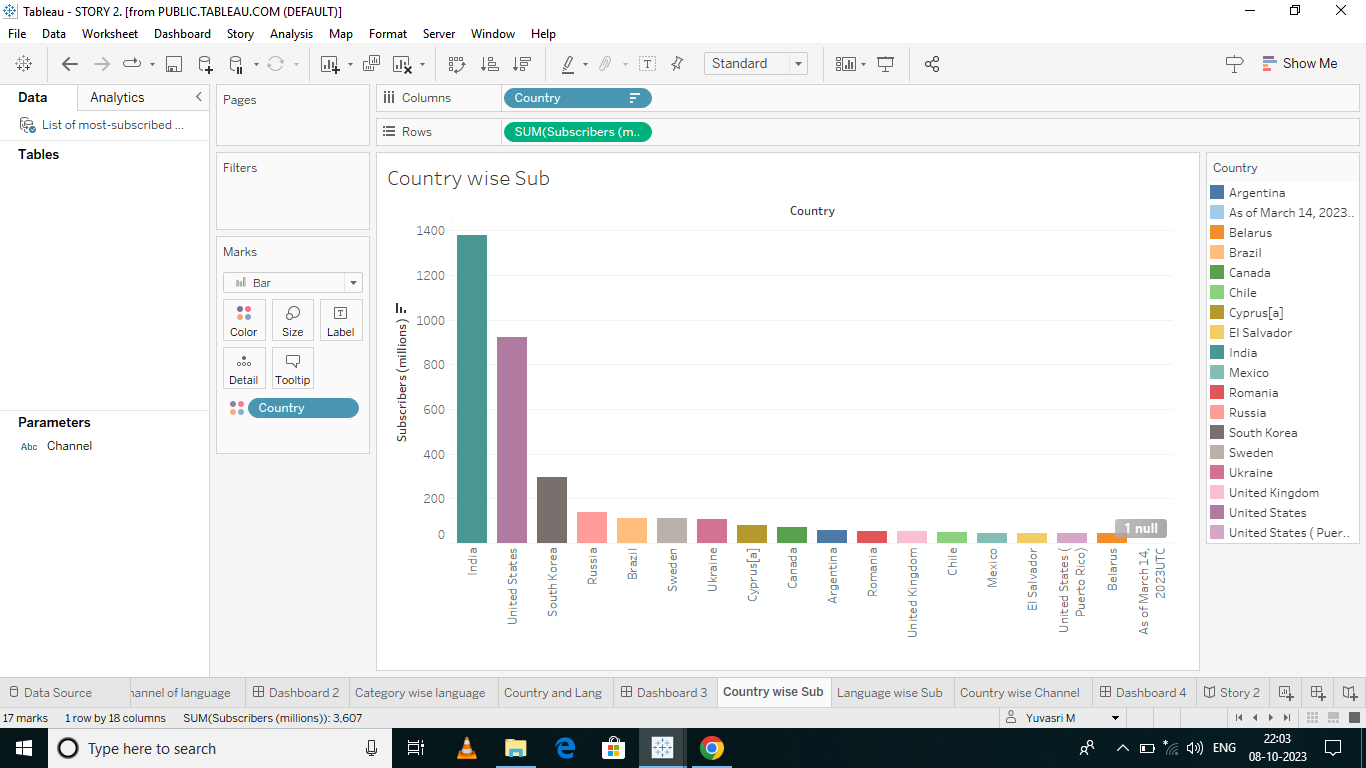 Tableau - STORY 2. [from PUBLIC.TABLEAU.COM (DEFAULT)]
File Data Worksheet Dashboard Story Analysis Map Format Server Window Help
Standard
Show Me
Data Analytics
List of most-subscribed ...
Tables
Parameters
Abc Channel
Pages
Filters
Marks
Bar
Color Size Label
Detail Tooltip
Country
Columns Country
Rows SUM(Subscribers (m..
Country wise Sub
Country
Subscribers (millions)
1400
1200
1000
800
600
400
200
0
1 null
India
United States
South Korea
Russia
Brazil
Sweden
Ukraine
Cyprus[a]
Canada
Argentina
Romania
United Kingdom
Chile
Mexico
El Salvador
United States (
Puerto Rico)
Belarus
As of March 14,
2023UTC
Country
Argentina
As of March 14, 2023..
Belarus
Brazil
Canada
Chile
Cyprus[a]
El Salvador
India
Mexico
Romania
Russia
South Korea
Sweden
Ukraine
United Kingdom
United States
United States ( Puer..
Data Source hannel of language Dashboard 2 Category wise language Country and Lang Dashboard 3 Country wise Sub Language wise Sub Country wise Channel Dashboard 4 Story 2
17 marks 1 row by 18 columns SUM(Subscribers (millions)): 3,607 Yuvasri M
Type here to search
ENG
22:03
08-10-2023